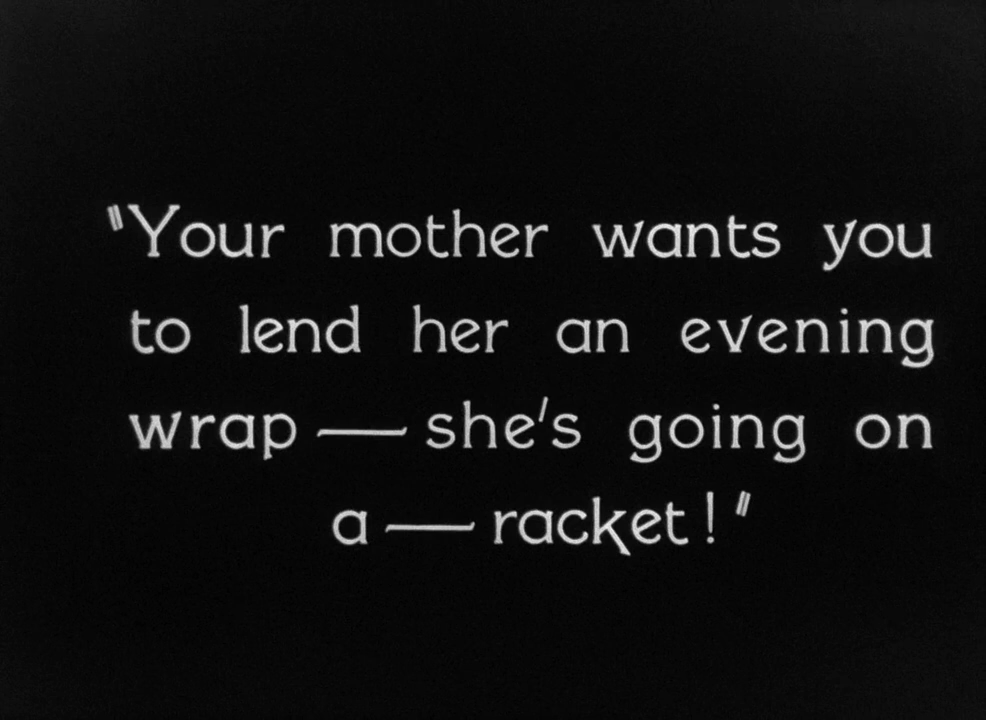 "Your mother wants you
to lend her an evening
wrap — she's going on
a — racket!"